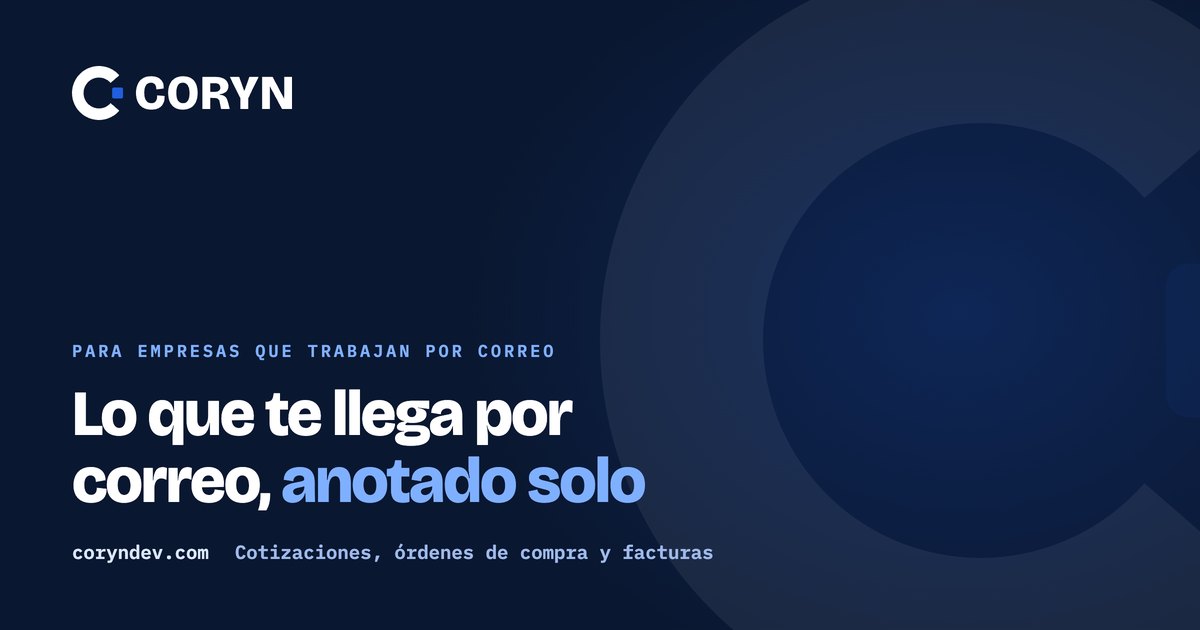 CORYN
PARA EMPRESAS QUE TRABAJAN POR CORREO
Lo que te llega por
correo, anotado solo
coryndev.com Cotizaciones, órdenes de compra y facturas